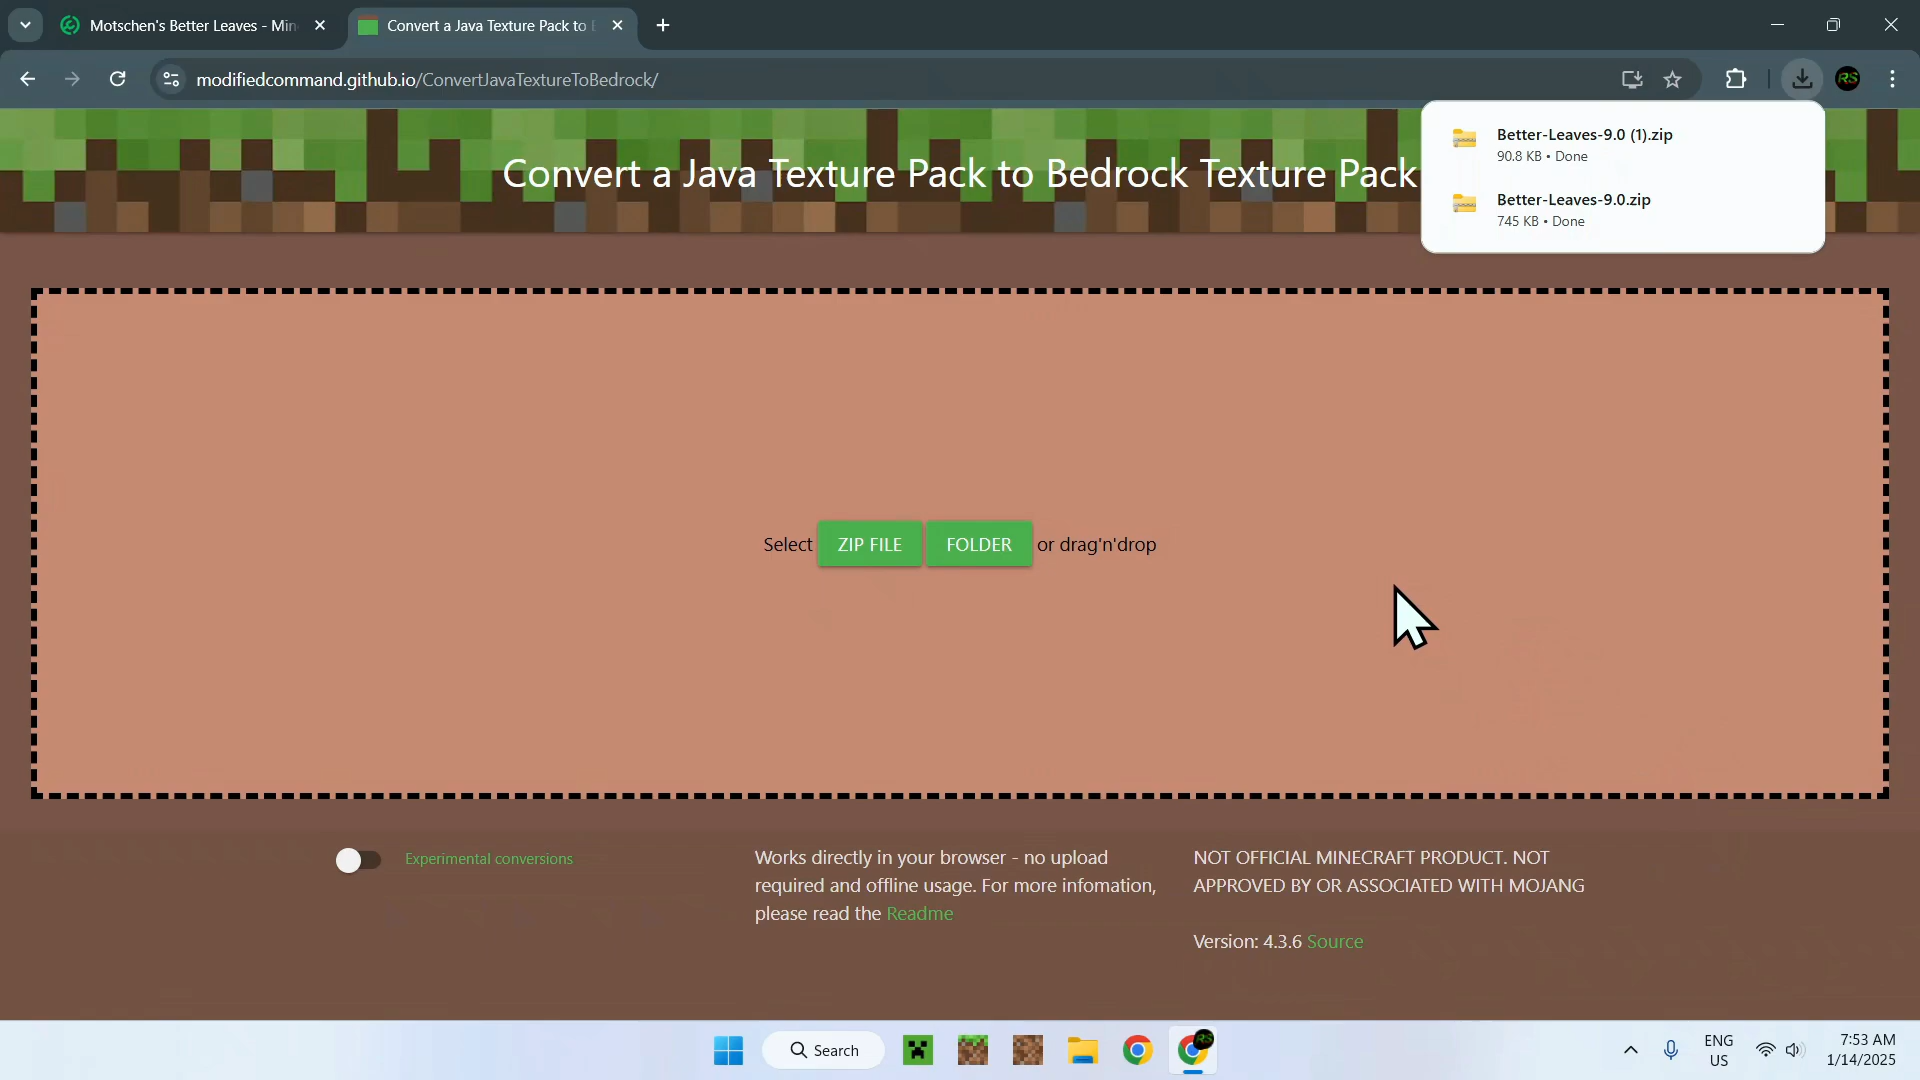 Motschen's Better Leaves - Min
Convert a Java Texture Pack to B
modifiedcommand.github.io/ConvertJavaTextureToBedrock/
RS
Better-Leaves-9.0 (1).zip
90.8 KB • Done
Better-Leaves-9.0.zip
745 KB • Done
Convert a Java Texture Pack to Bedrock Texture Pack
Select ZIP FILE FOLDER or drag'n'drop
Experimental conversions
Works directly in your browser - no upload
required and offline usage. For more infomation,
please read the Readme
NOT OFFICIAL MINECRAFT PRODUCT. NOT
APPROVED BY OR ASSOCIATED WITH MOJANG
Version: 4.3.6 Source
Search
RS
ENG
US
7:53 AM
1/14/2025